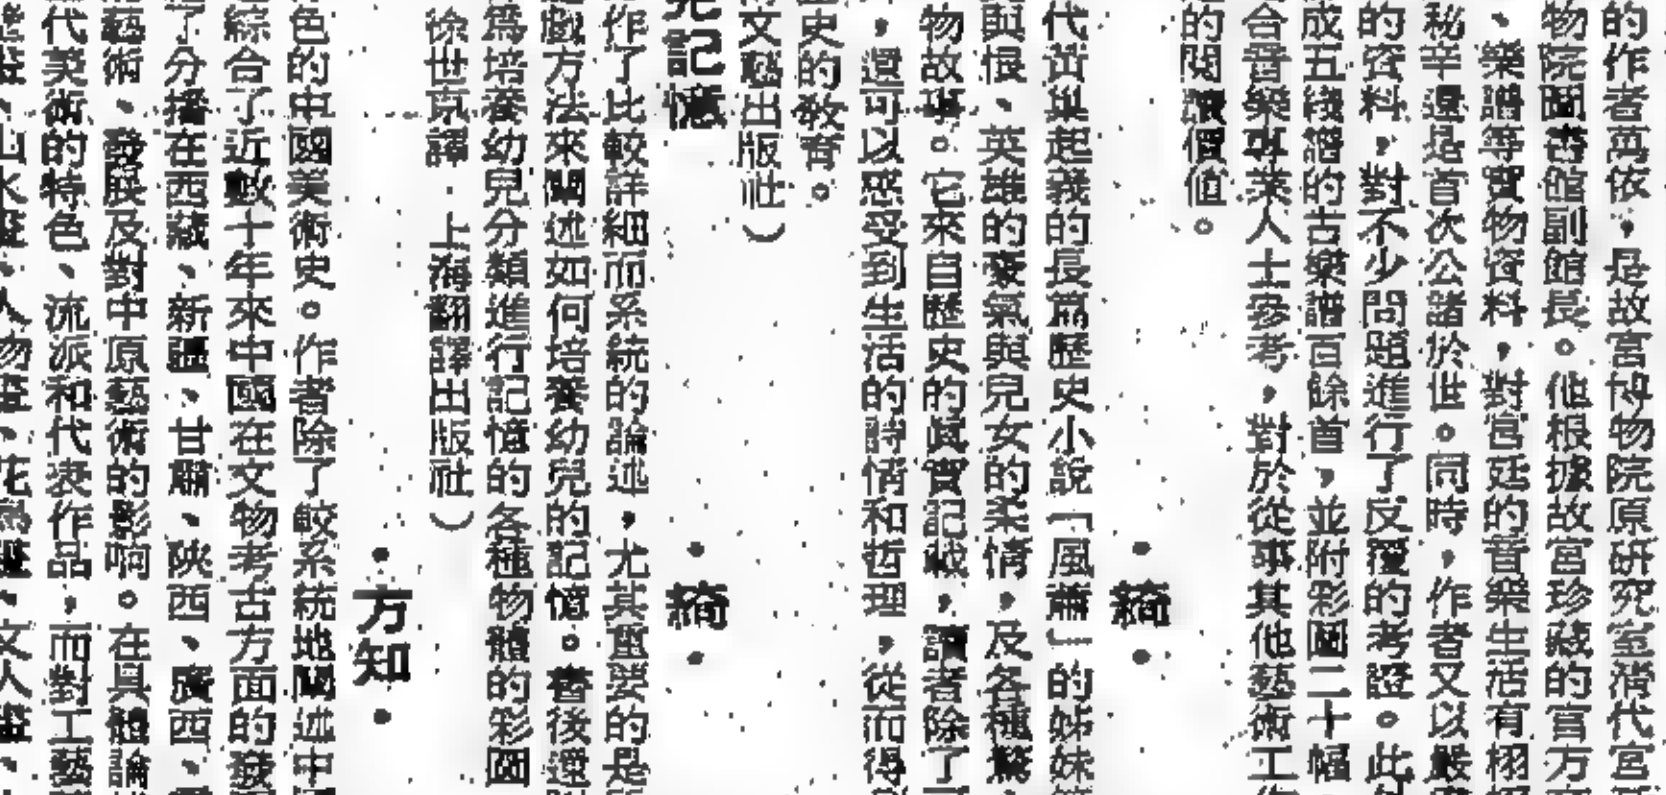 的作者萬依，是故宮博物院原研究室清代宮
物院圖書館副館長。他根據故宮珍藏的官方
、樂譜等實物資料，對宮廷的音樂生活有
秘辛還是首次公諸於世。同時，作者又以嚴
的資料，對不少問題進行了反覆的考證。此
成五綫譜的古樂譜百餘首，並附彩圖二十幅
合音樂專業人士參考，對於從事其他藝術工
的閱讀價值。
•綺•
代黃巢起義的長篇歷史小說「風蕭」的姊妹
與恨、英雄的豪氣與兒女的柔情，及各種
物故事。它來自歷史的眞實記載，讀者除了
，還可以感受到生活的詩情和哲理，從而得
史的教育。
文藝出版社）
兒記憶
•綺•
作了比較詳細而系統的論述，尤其重要的是
戲方法來闡述如何培養幼兒的記憶。書後還
爲培養幼兒分類進行記憶的各種物體的彩圖
徐世京譯．上海翻譯出版社）
•方知•
色的中國美術史。作者除了較系統地闡述中
綜合了近數十年來中國在文物考古方面的發
了分播在西藏、新疆、甘肅、陝西、廣西、
藝術、發展及對中原藝術的影响。在具體論
代美術的特色、流派和代表作品，而對工藝
、山水畫、人物畫、花鳥畫、文人畫、